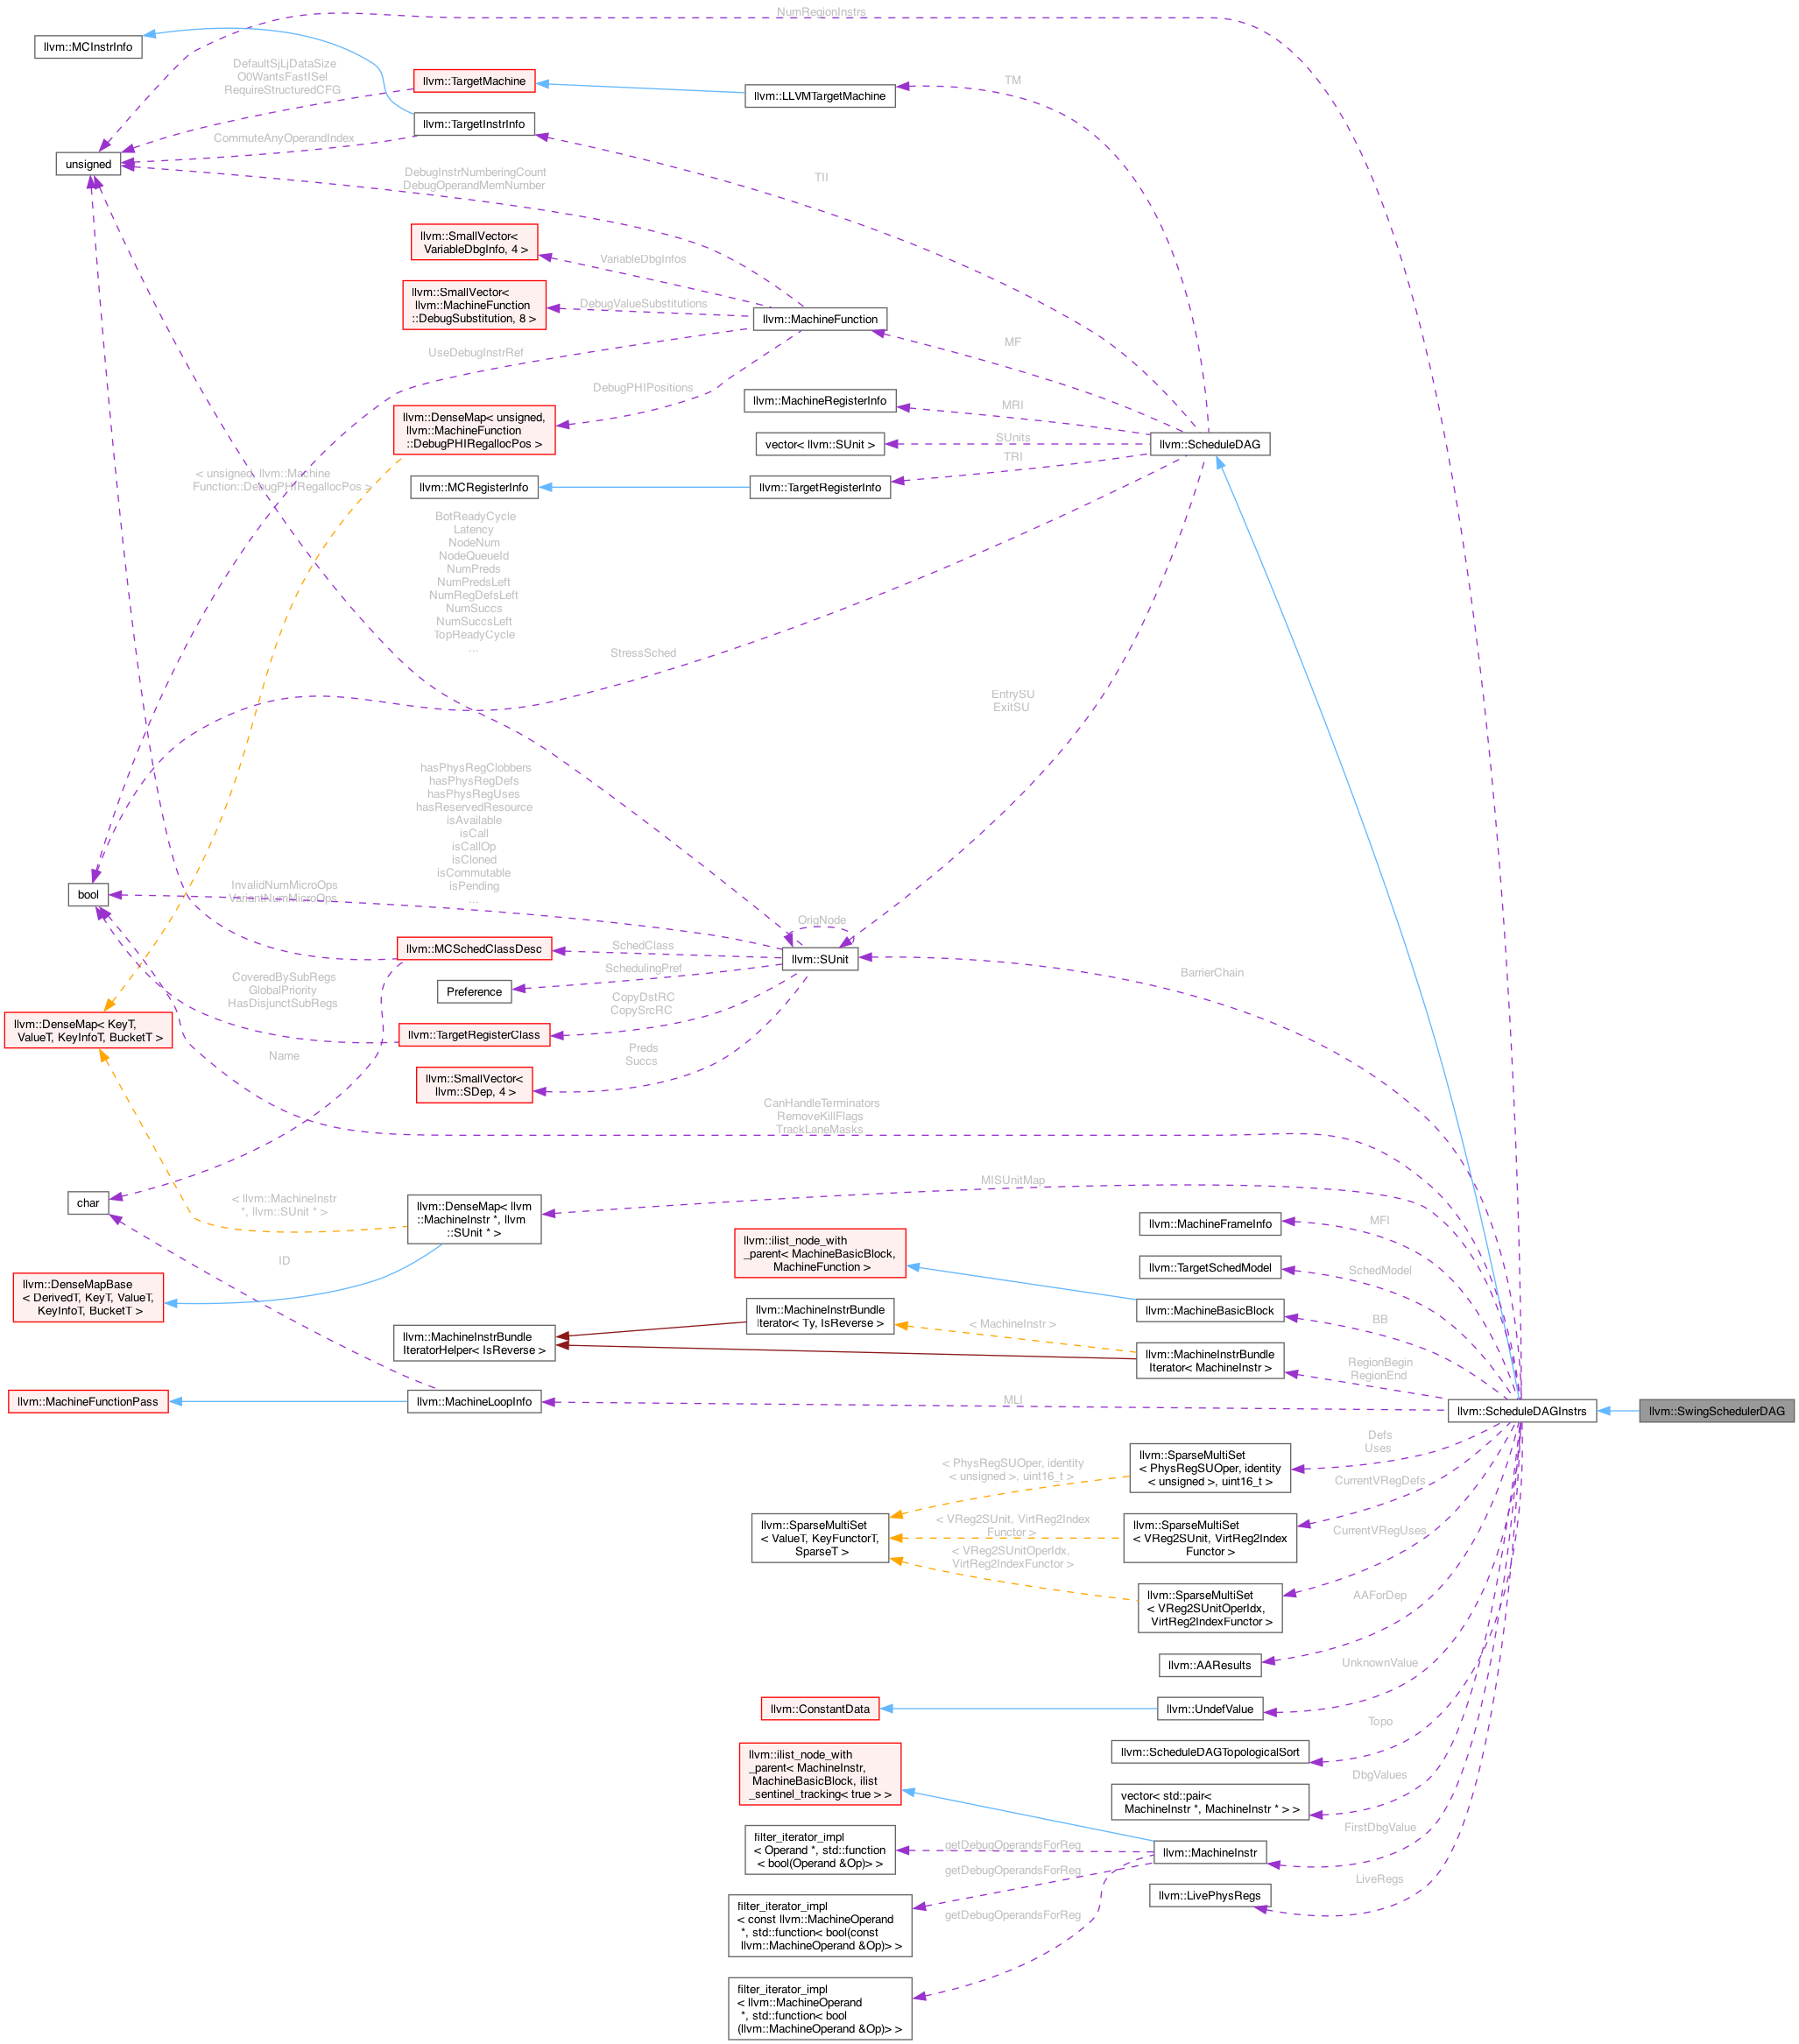 NumRegionInstrs
llvm::MCInstrInfo
DefaultSjLjDataSize
O0WantsFastISel
RequireStructuredCFG
llvm::TargetMachine
TM
llvm::LLVMTargetMachine
llvm::TargetInstrInfo
CommuteAnyOperandIndex
unsigned
TII
DebugInstrNumberingCount
DebugOperandMemNumber
llvm::SmallVector<
VariableDbgInfo, 4 >
VariableDbgInfos
llvm::SmallVector<
llvm::MachineFunction
::DebugSubstitution, 8 >
DebugValueSubstitutions
llvm::MachineFunction
MF
UseDebugInstrRef
DebugPHIPositions
llvm::MachineRegisterInfo
MRI
llvm::DenseMap< unsigned,
llvm::MachineFunction
::DebugPHIRegallocPos >
vector< llvm::SUnit >
SUnits
llvm::ScheduleDAG
TRI
< unsigned, llvm::Machine
Function::DebugPHIRegallocPos >
llvm::MCRegisterInfo
llvm::TargetRegisterInfo
BotReadyCycle
Latency
NodeNum
NodeQueueId
NumPreds
NumPredsLeft
NumRegDefsLeft
NumSuccs
NumSuccsLeft
TopReadyCycle
...
StressSched
EntrySU
ExitSU
hasPhysRegClobbers
hasPhysRegDefs
hasPhysRegUses
hasReservedResource
isAvailable
isCall
isCallOp
isCloned
isCommutable
isPending
...
bool
InvalidNumMicroOps
VariantNumMicroOps
OrigNode
llvm::MCSchedClassDesc
SchedClass
llvm::SUnit
SchedulingPref
BarrierChain
Preference
CoveredBySubRegs
GlobalPriority
HasDisjunctSubRegs
CopyDstRC
CopySrcRC
llvm::DenseMap< KeyT,
ValueT, KeyInfoT, BucketT >
llvm::TargetRegisterClass
Name
Preds
Succs
llvm::SmallVector<
llvm::SDep, 4 >
CanHandleTerminators
RemoveKillFlags
TrackLaneMasks
MISUnitMap
char
< llvm::MachineInstr
*, llvm::SUnit * >
llvm::DenseMap< llvm
::MachineInstr *, llvm
::SUnit * >
llvm::MachineFrameInfo
MFI
llvm::ilist_node_with
_parent< MachineBasicBlock,
MachineFunction >
ID
llvm::TargetSchedModel
SchedModel
llvm::DenseMapBase
< DerivedT, KeyT, ValueT,
KeyInfoT, BucketT >
llvm::MachineInstrBundle
Iterator< Ty, IsReverse >
llvm::MachineBasicBlock
BB
< MachineInstr >
llvm::MachineInstrBundle
IteratorHelper< IsReverse >
llvm::MachineInstrBundle
Iterator< MachineInstr >
RegionBegin
RegionEnd
llvm::MachineFunctionPass
llvm::MachineLoopInfo
MLI
llvm::ScheduleDAGInstrs
llvm::SwingSchedulerDAG
Defs
Uses
< PhysRegSUOper, identity
< unsigned >, uint16_t >
llvm::SparseMultiSet
< PhysRegSUOper, identity
< unsigned >, uint16_t >
CurrentVRegDefs
llvm::SparseMultiSet
< ValueT, KeyFunctorT,
SparseT >
< VReg2SUnit, VirtReg2Index
Functor >
llvm::SparseMultiSet
< VReg2SUnit, VirtReg2Index
Functor >
CurrentVRegUses
< VReg2SUnitOperIdx,
VirtReg2IndexFunctor >
llvm::SparseMultiSet
< VReg2SUnitOperIdx,
VirtReg2IndexFunctor >
AAForDep
llvm::AAResults
UnknownValue
llvm::ConstantData
llvm::UndefValue
Topo
llvm::ScheduleDAGTopologicalSort
llvm::ilist_node_with
_parent< MachineInstr,
MachineBasicBlock, ilist
_sentinel_tracking< true > >
DbgValues
vector< std::pair<
MachineInstr *, MachineInstr * > >
FirstDbgValue
filter_iterator_impl
< Operand *, std::function
< bool(Operand &Op)> >
getDebugOperandsForReg
llvm::MachineInstr
getDebugOperandsForReg
LiveRegs
llvm::LivePhysRegs
filter_iterator_impl
< const llvm::MachineOperand
*, std::function< bool(const
llvm::MachineOperand &Op)> >
getDebugOperandsForReg
filter_iterator_impl
< llvm::MachineOperand
*, std::function< bool
(llvm::MachineOperand &Op)> >